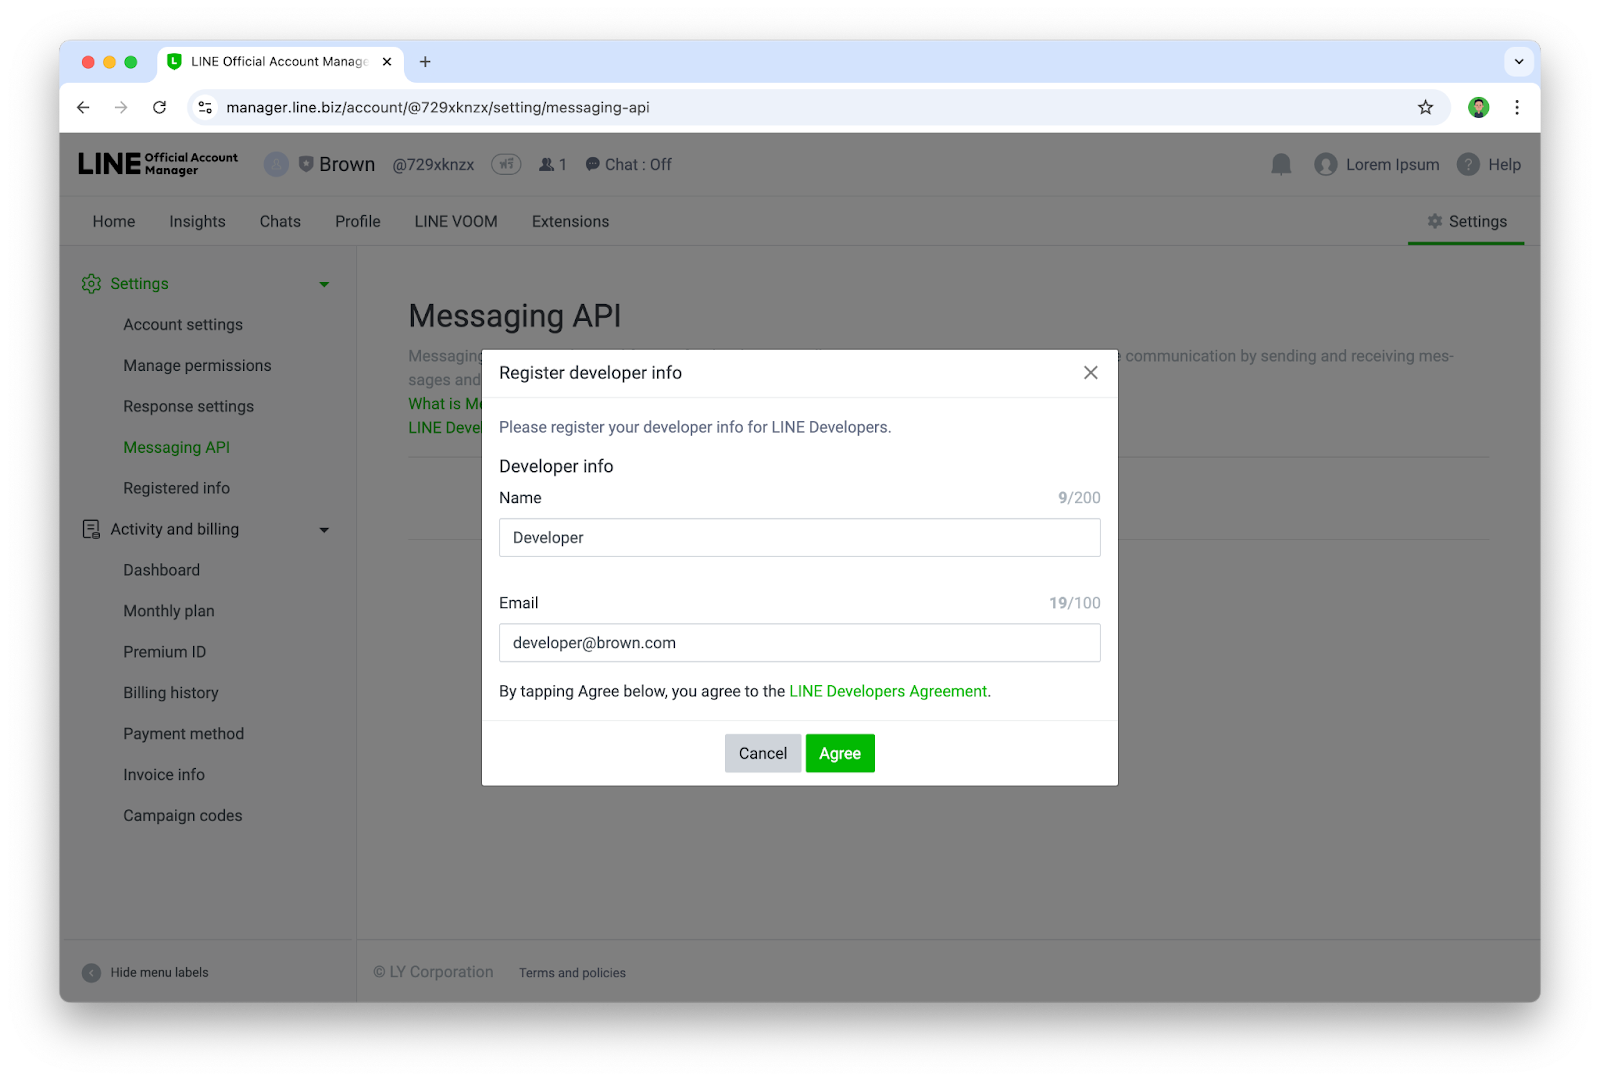 LINE Official Account Manage
manager.line.biz/account/@729xknzx/setting/messaging-api
LINE Official Account Manager
Brown @729xknzx ฟรี 1 Chat : Off
Lorem Ipsum ? Help
Home Insights Chats Profile LINE VOOM Extensions Settings
Settings
Account settings
Manage permissions
Response settings
Messaging API
Registered info
Activity and billing
Dashboard
Monthly plan
Premium ID
Billing history
Payment method
Invoice info
Campaign codes
Hide menu labels
Messaging API
Messaging
communication by sending and receiving mes-
sages and
What is Me
LINE Deve
Register developer info
Please register your developer info for LINE Developers.
Developer info
Name 9/200
Developer
Email 19/100
developer@brown.com
By tapping Agree below, you agree to the LINE Developers Agreement.
Cancel Agree
© LY Corporation Terms and policies